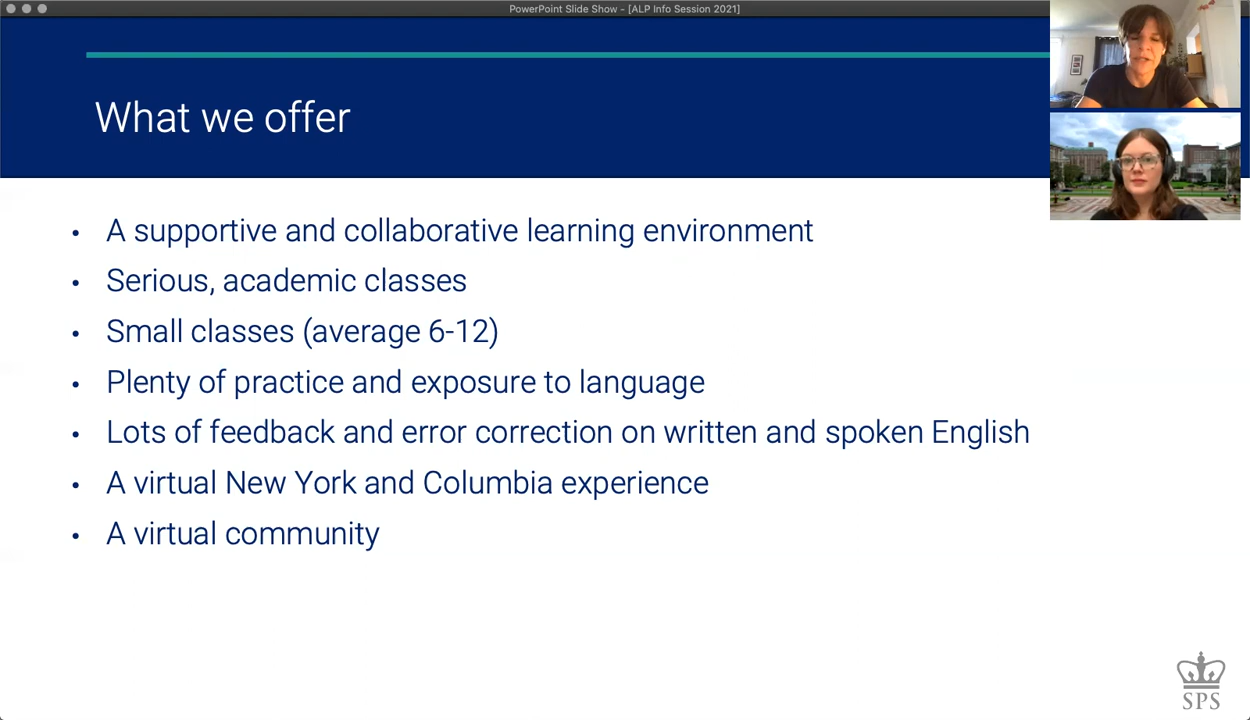 PowerPoint Slide Show - [ALP Info Session 2021]
What we offer
• A supportive and collaborative learning environment
• Serious, academic classes
• Small classes (average 6-12)
• Plenty of practice and exposure to language
• Lots of feedback and error correction on written and spoken English
• A virtual New York and Columbia experience
• A virtual community
SPS